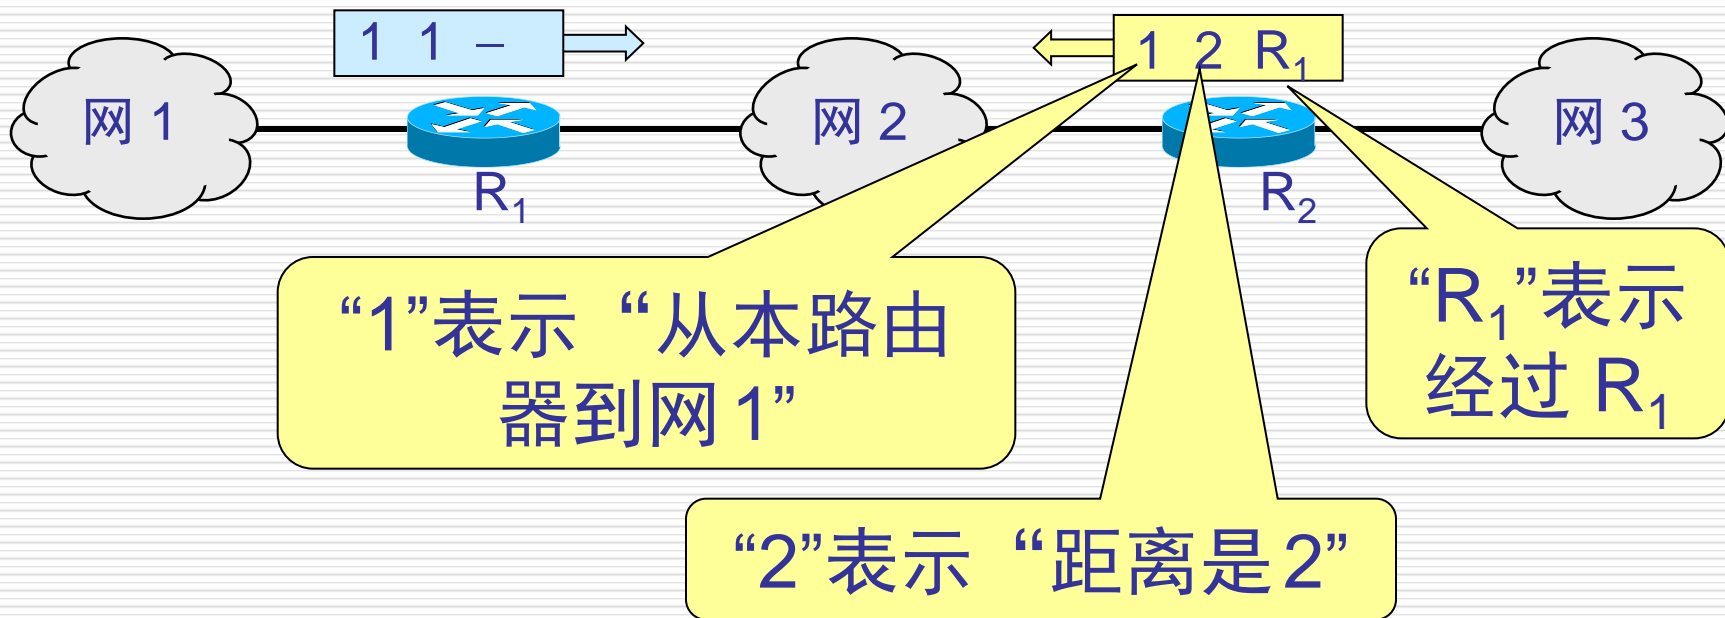 1 1 –
1 2 R₁
网 1
网 2
网 3
R₁
R₂
“1”表示 “从本路由
器到网 1”
“R₁”表示
经过 R₁
“2”表示 “距离是 2”